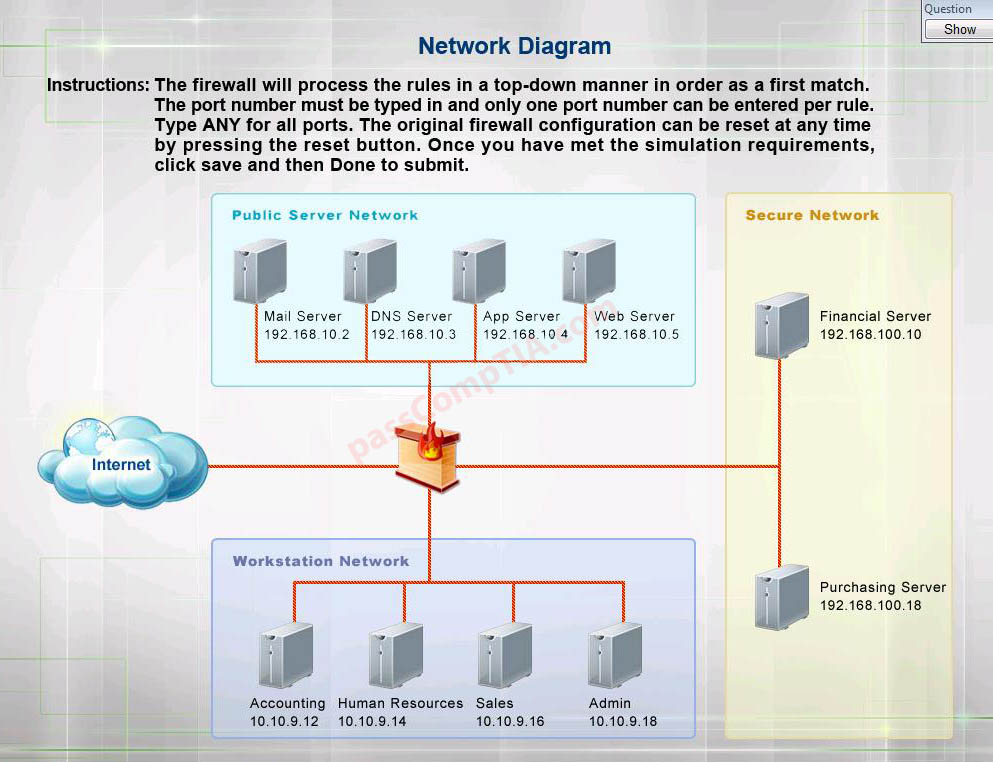 Question
Show
Network Diagram
Instructions: The firewall will process the rules in a top-down manner in order as a first match.
The port number must be typed in and only one port number can be entered per rule.
Type ANY for all ports. The original firewall configuration can be reset at any time
by pressing the reset button. Once you have met the simulation requirements,
click save and then Done to submit.
Public Server Network
Secure Network
Mail Server
192.168.10.2
DNS Server
192.168.10.3
App Server
192.168.10.4
Web Server
192.168.10.5
Financial Server
192.168.100.10
passCompTIA.com
Internet
Workstation Network
Purchasing Server
192.168.100.18
Accounting
10.10.9.12
Human Resources
10.10.9.14
Sales
10.10.9.16
Admin
10.10.9.18